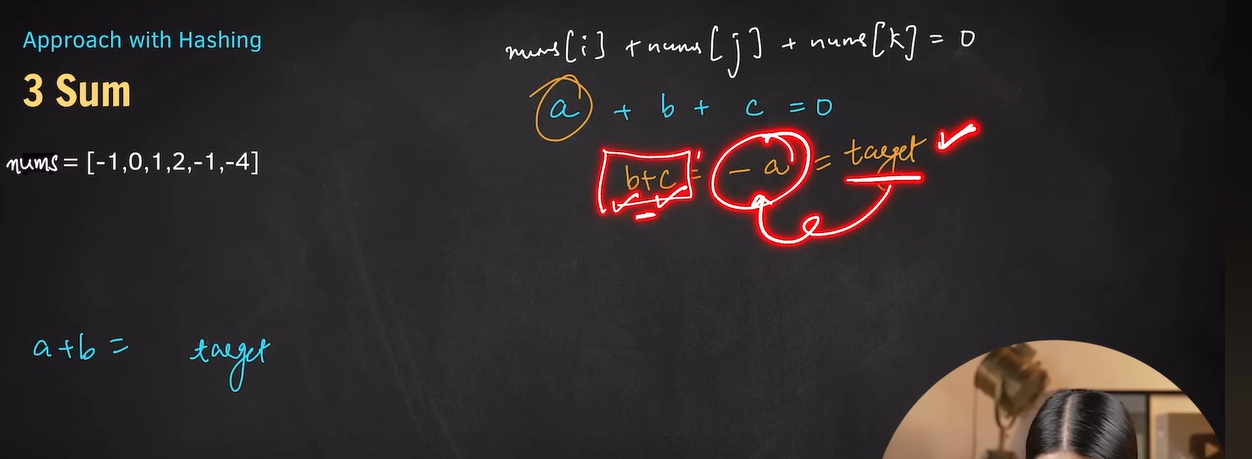 Approach with Hashing
3 Sum
nums = [-1,0,1,2,-1,-4]
nums[i] + nums[j] + nums[k] = 0
a + b + c = 0
b+c = - a = target
a+b = target